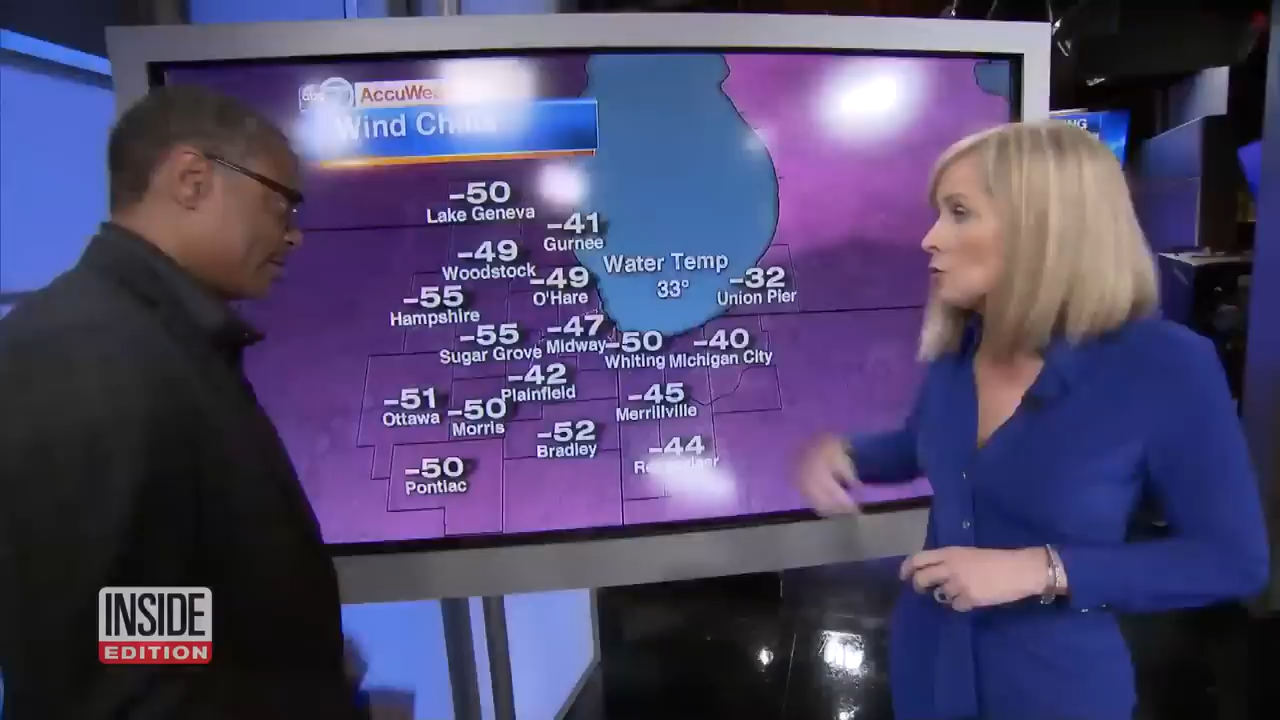 abc 7 AccuWea
Wind Chill
-50
Lake Geneva
-41
Gurnee
-49
Woodstock
-49
O'Hare
Water Temp
33°
-32
Union Pier
-55
Hampshire
-55
Sugar Grove
-47
Midway
-50
Whiting
-40
Michigan City
-42
Plainfield
-51
Ottawa
-50
Morris
-45
Merrillville
-52
Bradley
-44
-50
Pontiac
INSIDE
EDITION